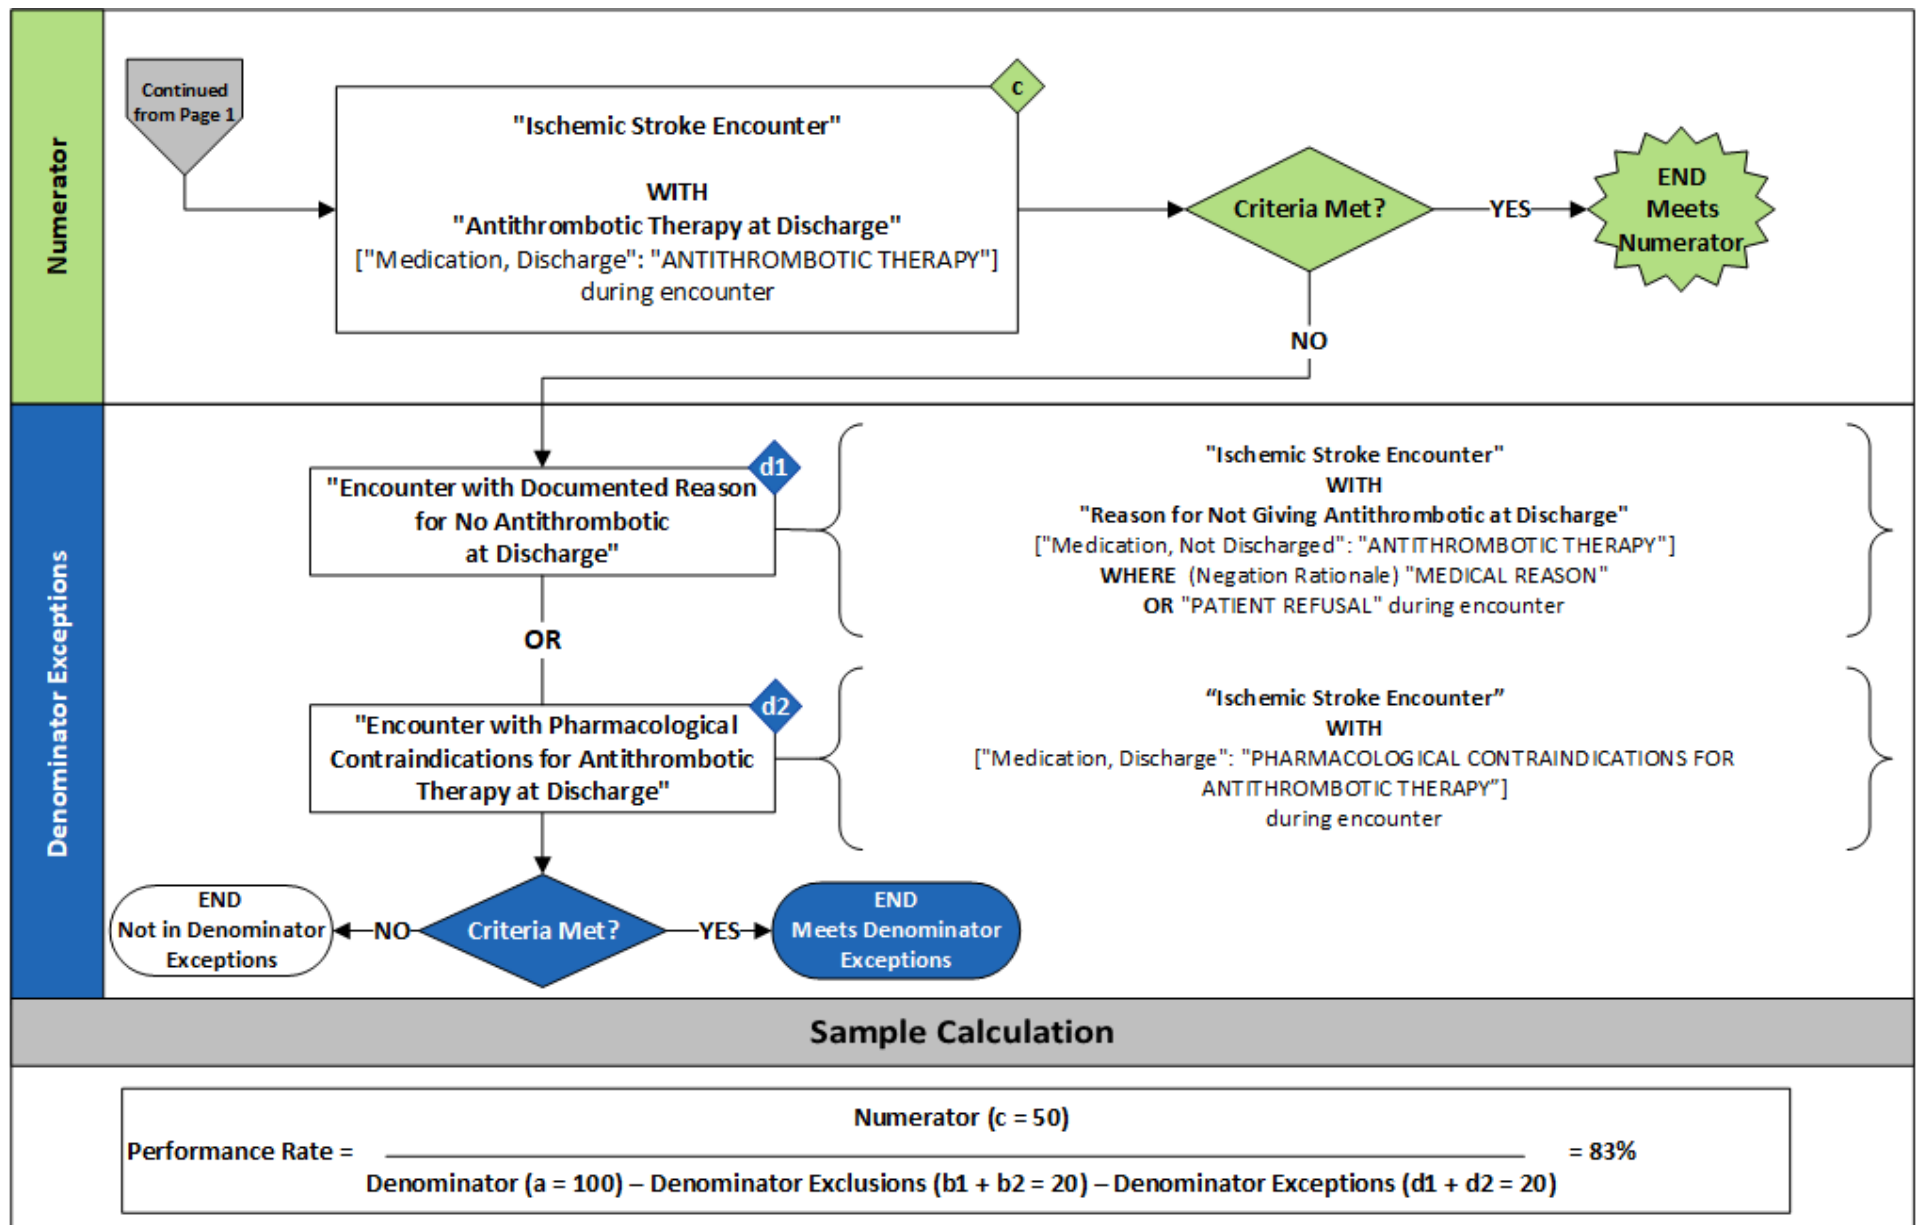 Numerator
Continued
from Page 1
c
"Ischemic Stroke Encounter"
WITH
"Antithrombotic Therapy at Discharge"
["Medication, Discharge": "ANTITHROMBOTIC THERAPY"]
during encounter
Criteria Met?
YES
END
Meets
Numerator
NO
Denominator Exceptions
d1
"Encounter with Documented Reason
for No Antithrombotic
at Discharge"
"Ischemic Stroke Encounter"
WITH
"Reason for Not Giving Antithrombotic at Discharge"
["Medication, Not Discharged": "ANTITHROMBOTIC THERAPY"]
WHERE (Negation Rationale) "MEDICAL REASON"
OR "PATIENT REFUSAL" during encounter
OR
d2
"Encounter with Pharmacological
Contraindications for Antithrombotic
Therapy at Discharge"
“Ischemic Stroke Encounter”
WITH
["Medication, Discharge": "PHARMACOLOGICAL CONTRAINDICATIONS FOR
ANTITHROMBOTIC THERAPY”]
during encounter
END
Not in Denominator
Exceptions
NO
Criteria Met?
YES
END
Meets Denominator
Exceptions
Sample Calculation
Numerator (c = 50)
Performance Rate = = 83%
Denominator (a = 100) – Denominator Exclusions (b1 + b2 = 20) – Denominator Exceptions (d1 + d2 = 20)